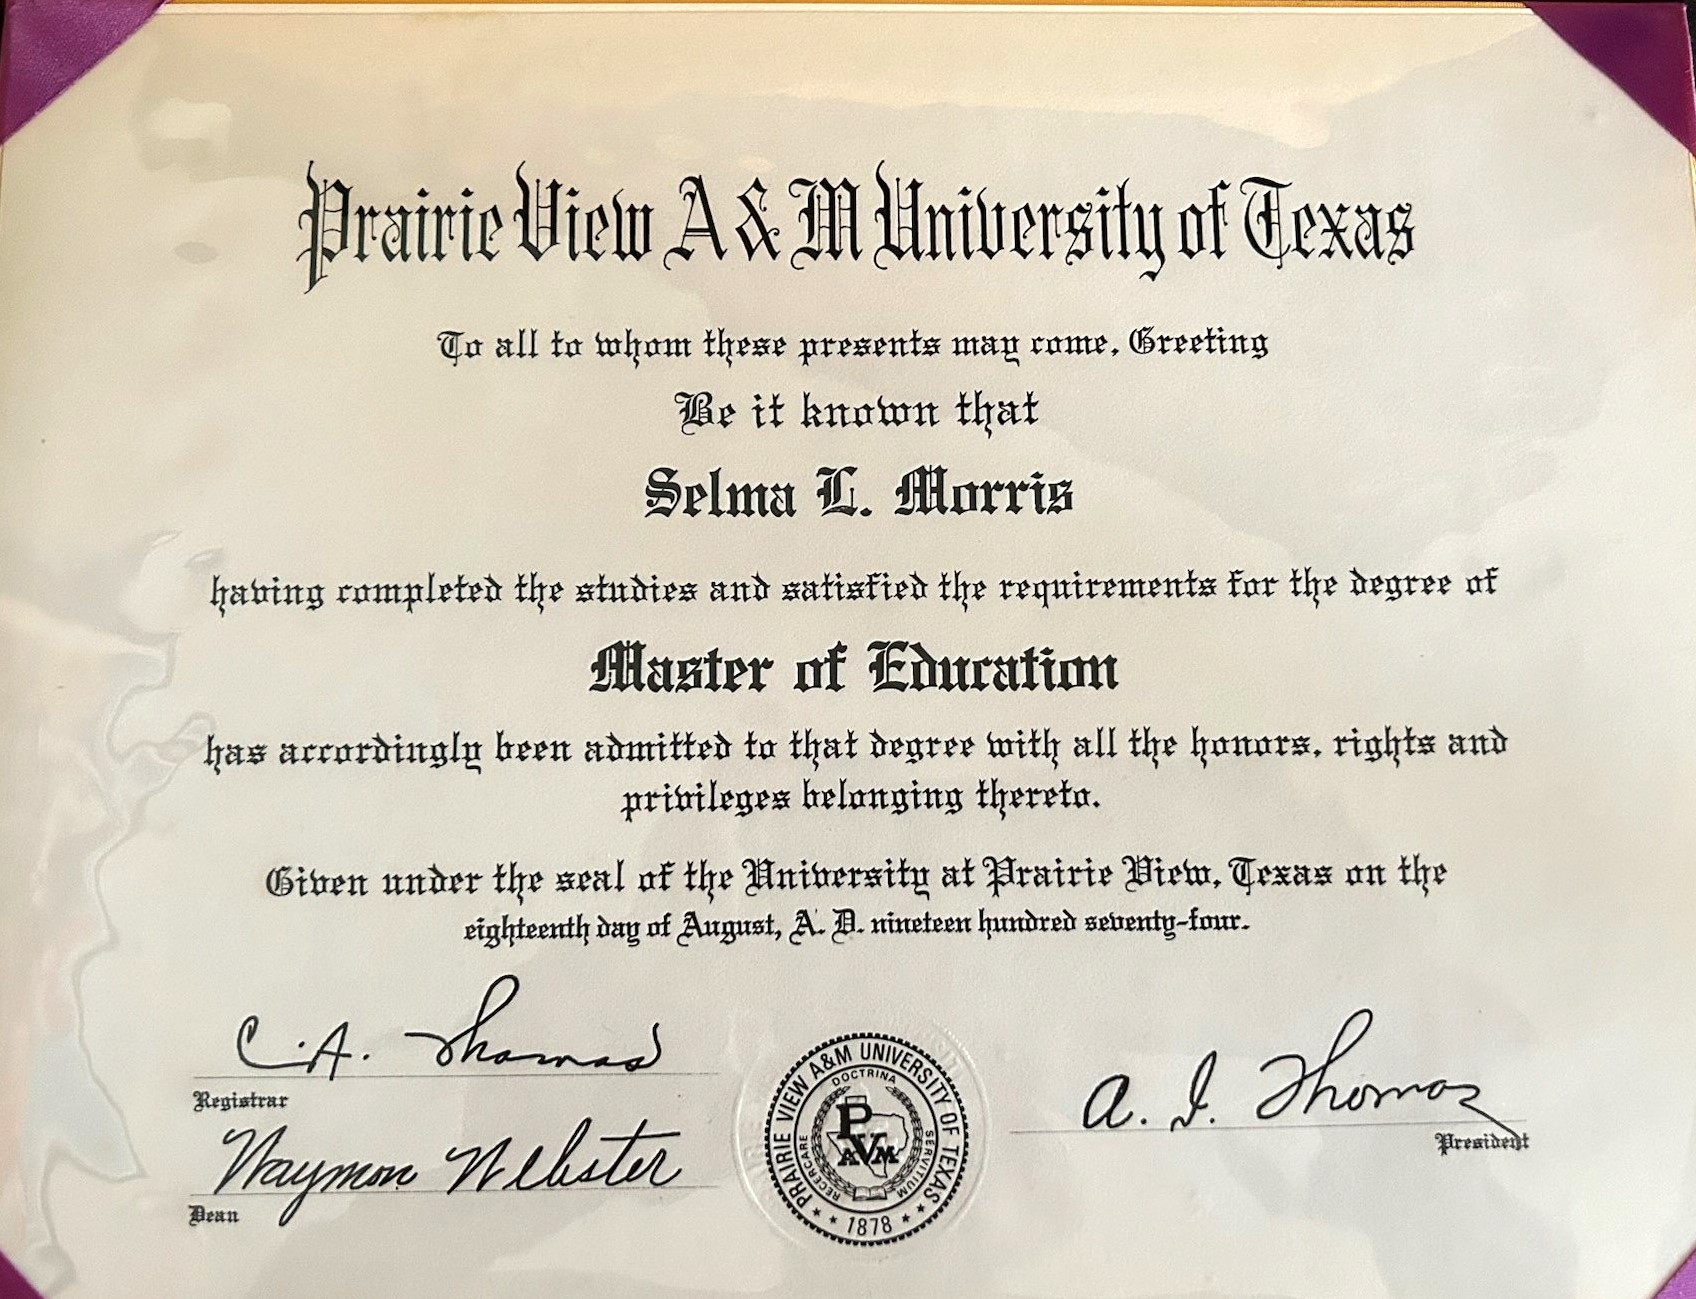 Prairie View A & M University of Texas
To all to whom these presents may come, Greeting
Be it known that
Selma L. Morris
having completed the studies and satisfied the requirements for the degree of
Master of Education
has accordingly been admitted to that degree with all the honors, rights and
privileges belonging thereto.
Given under the seal of the University at Prairie View, Texas on the
eighteenth day of August, A. D. nineteen hundred seventy-four.
C. A. Thomas
Registrar
Waymon Webster
Dean
PRAIRIE VIEW A&M UNIVERSITY OF TEXAS
DOCTRINA
RECERCARE
SERVITIUM
PVAM
1878
A. I. Thomas
President